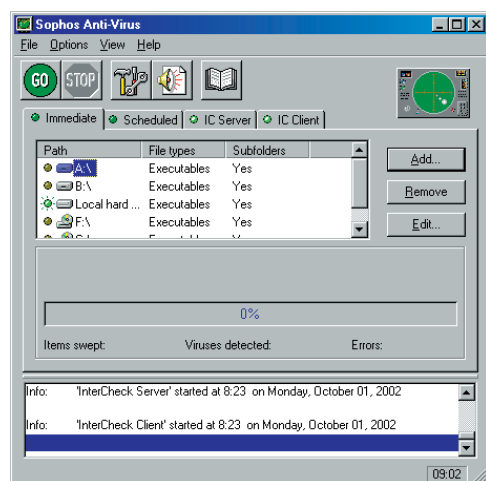 Sophos Anti-Virus
File Options View Help
GO STOP
Immediate Scheduled IC Server IC Client
Path File types Subfolders
A:\ Executables Yes
B:\ Executables Yes
Local hard ... Executables Yes
F:\ Executables Yes
Add...
Remove
Edit...
0%
Items swept: Viruses detected: Errors:
Info: 'InterCheck Server' started at 8:23 on Monday, October 01, 2002
Info: 'InterCheck Client' started at 8:23 on Monday, October 01, 2002
09:02